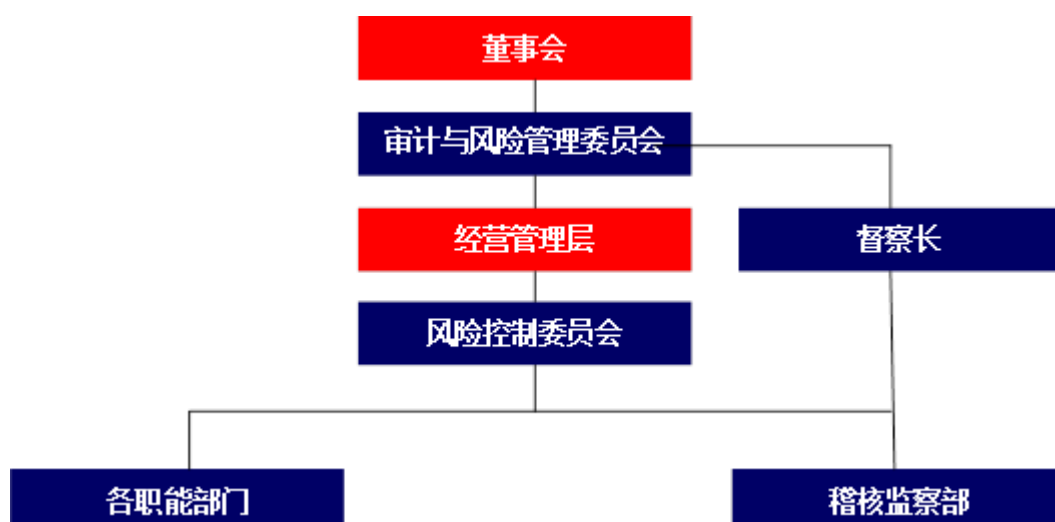 董事会
审计与风险管理委员会
经营管理层
督察长
风险控制委员会
各职能部门
稽核监察部